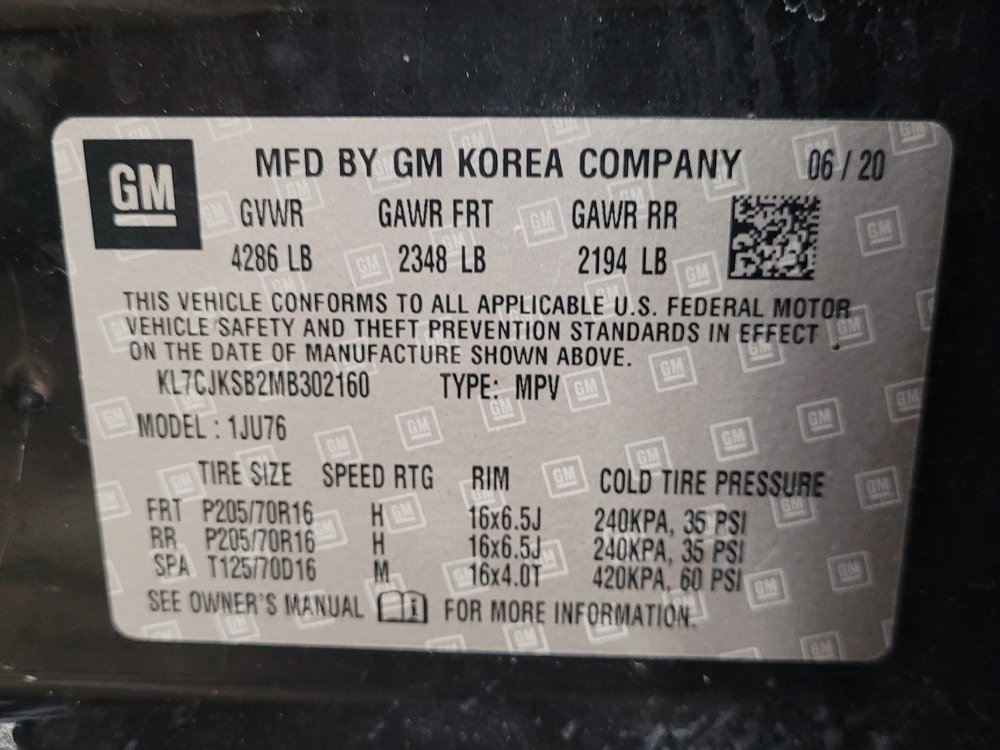 GM MFD BY GM KOREA COMPANY 06 / 20
GVWR GAWR FRT GAWR RR
4286 LB 2348 LB 2194 LB
THIS VEHICLE CONFORMS TO ALL APPLICABLE U.S. FEDERAL MOTOR
VEHICLE SAFETY AND THEFT PREVENTION STANDARDS IN EFFECT
ON THE DATE OF MANUFACTURE SHOWN ABOVE.
KL7CJKSB2MB302160 TYPE: MPV
MODEL : 1JU76
TIRE SIZE SPEED RTG RIM COLD TIRE PRESSURE
FRT P205/70R16 H 16x6.5J 240KPA, 35 PSI
RR P205/70R16 H 16x6.5J 240KPA, 35 PSI
SPA T125/70D16 M 16x4.0T 420KPA, 60 PSI
SEE OWNER'S MANUAL FOR MORE INFORMATION.